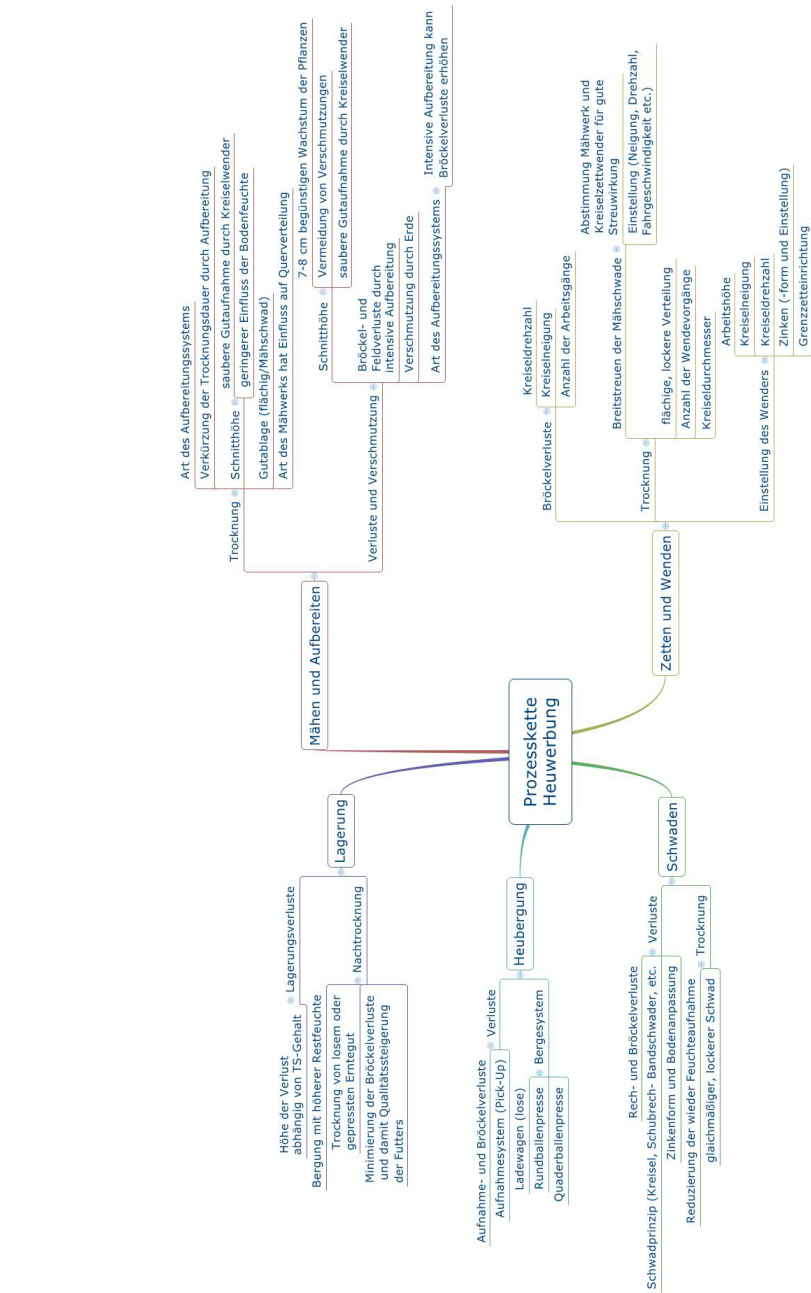 Prozesskette
Heuwerbung
Mähen und Aufbereiten
Trocknung
Art des Aufbereitungssystems
Verkürzung der Trocknungsdauer durch Aufbereitung
Schnitthöhe
saubere Gutaufnahme durch Kreiselwender
geringerer Einfluss der Bodenfeuchte
Gutablage (flächig/Mähschwad)
Art des Mähwerks hat Einfluss auf Querverteilung
Verluste und Verschmutzung
Schnitthöhe
7-8 cm begünstigen Wachstum der Pflanzen
Vermeidung von Verschmutzungen
saubere Gutaufnahme durch Kreiselwender
Bröckel- und
Feldverluste durch
intensive Aufbereitung
Verschmutzung durch Erde
Art des Aufbereitungssystems
Intensive Aufbereitung kann
Bröckelverluste erhöhen
Zetten und Wenden
Bröckelverluste
Kreiseldrehzahl
Kreiselneigung
Anzahl der Arbeitsgänge
Trocknung
Breitstreuen der Mähschwade
Abstimmung Mähwerk und
Kreiselzettwender für gute
Streuwirkung
Einstellung (Neigung, Drehzahl,
Fahrgeschwindigkeit etc.)
flächige, lockere Verteilung
Anzahl der Wendevorgänge
Kreiseldurchmesser
Einstellung des Wenders
Arbeitshöhe
Kreiselneigung
Kreiseldrehzahl
Zinken (-form und Einstellung)
Grenzzetteinrichtung
Schwaden
Verluste
Rech- und Bröckelverluste
Schwadprinzip (Kreisel, Schubrech- Bandschwader, etc.
Zinkenform und Bodenanpassung
Trocknung
Reduzierung der wieder Feuchteaufnahme
glaichmäßiger, lockerer Schwad
Heubergung
Verluste
Aufnahme- und Bröckelverluste
Aufnahmesystem (Pick-Up)
Bergesystem
Ladewagen (lose)
Rundballenpresse
Quaderballenpresse
Lagerung
Lagerungsverluste
Höhe der Verlust
abhängig von TS-Gehalt
Nachtrocknung
Bergung mit höherer Restfeuchte
Trocknung von losem oder
gepressten Erntegut
Minimierung der Bröckelverluste
und damit Qualitätssteigerung
der Futters